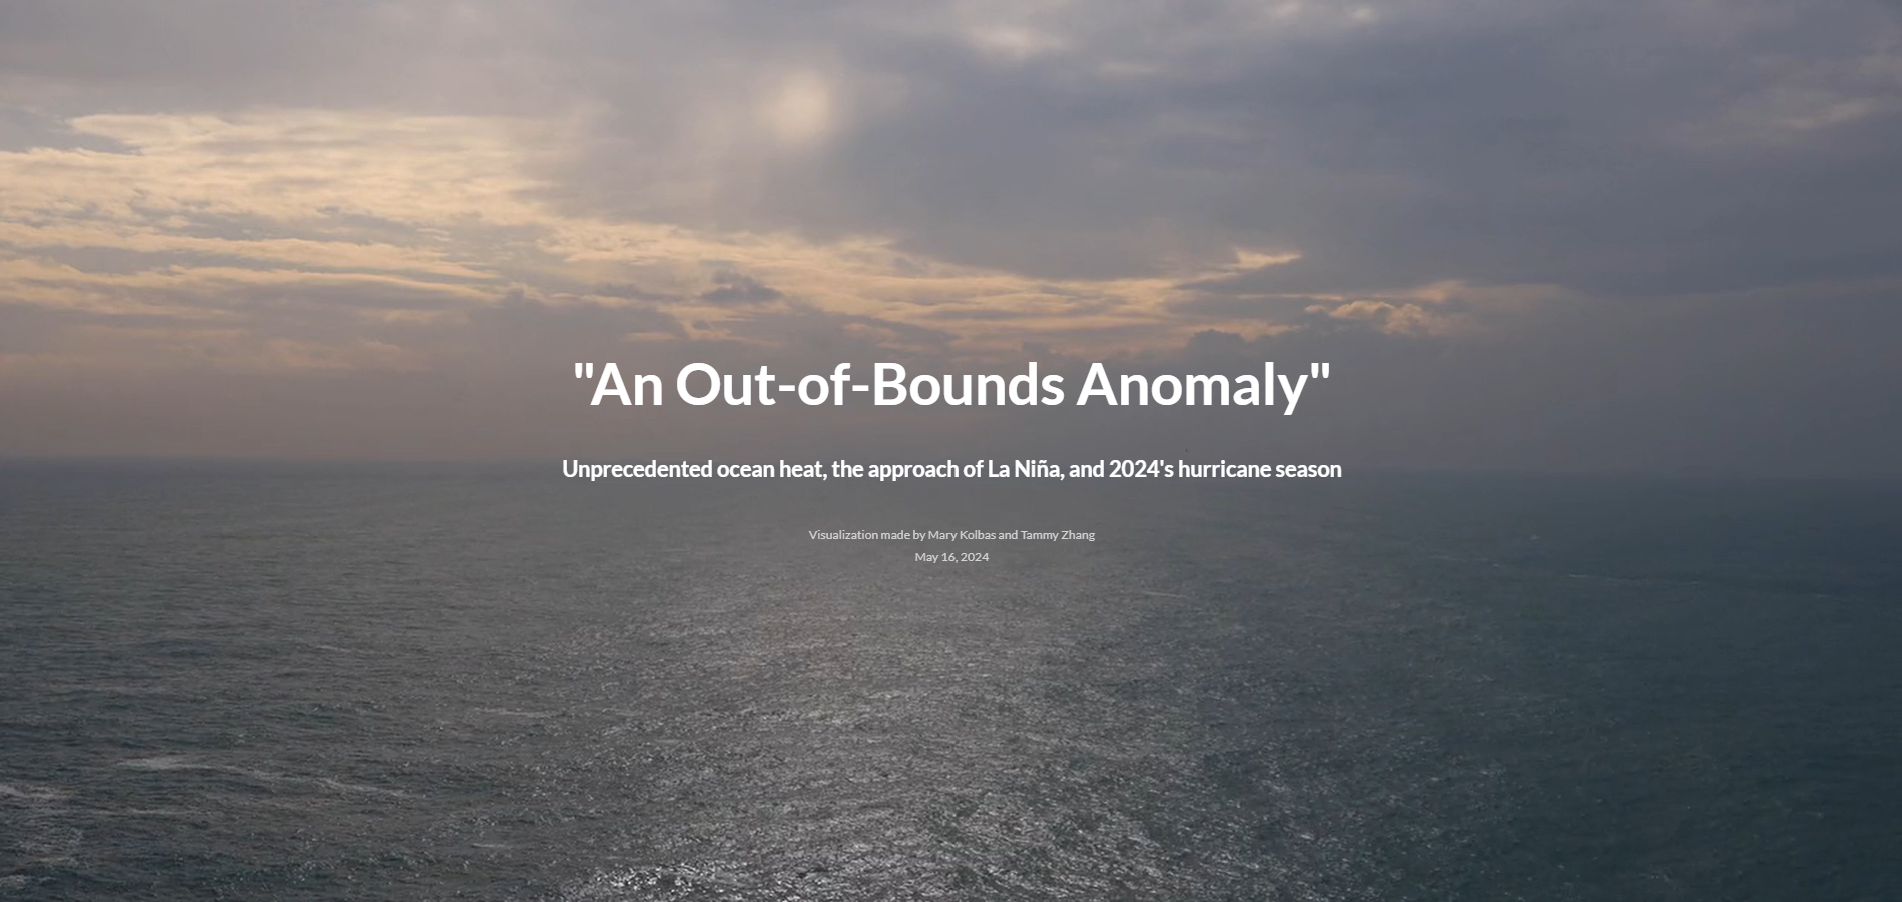 "An Out-of-Bounds Anomaly"
Unprecedented ocean heat, the approach of La Niña, and 2024's hurricane season
Visualization made by Mary Kolbas and Tammy Zhang
May 16, 2024